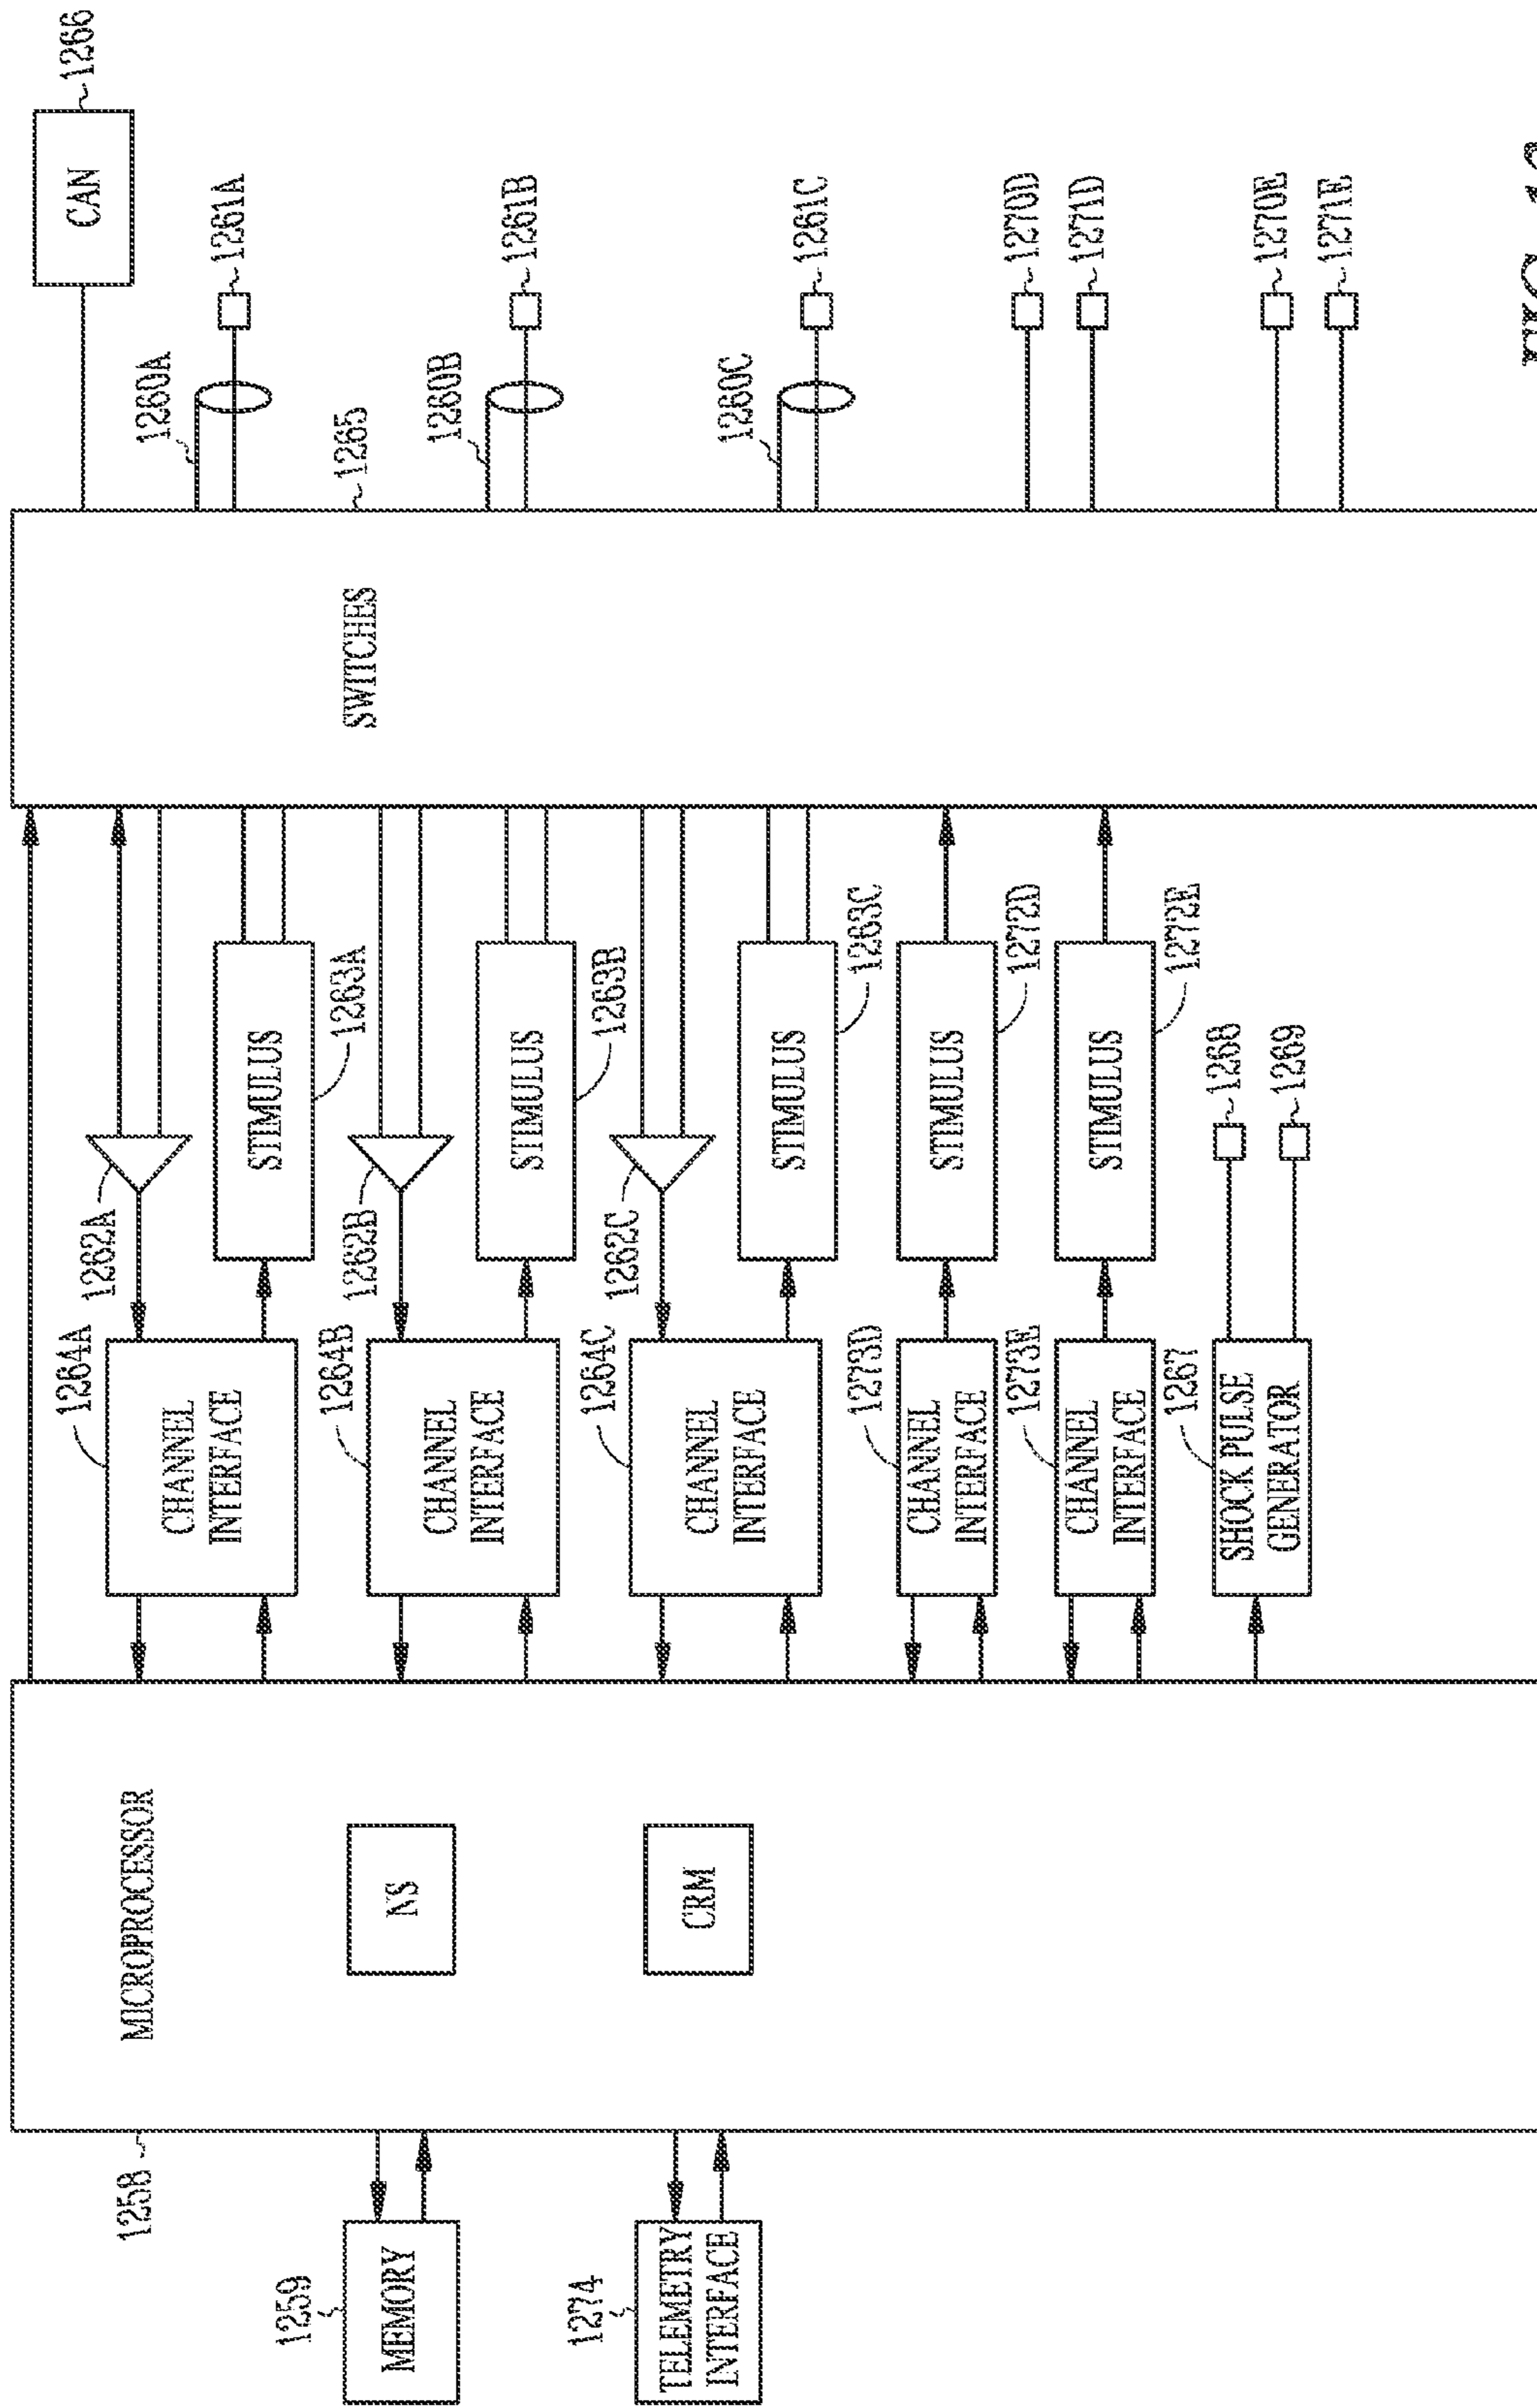 1258
MICROPROCESSOR
NS
CRM
1259
MEMORY
1274
TELEMETRY
INTERFACE
1264A
CHANNEL
INTERFACE
1262A
STIMULUS
1263A
1264B
CHANNEL
INTERFACE
1262B
STIMULUS
1263B
1264C
CHANNEL
INTERFACE
1262C
STIMULUS
1263C
1273D
CHANNEL
INTERFACE
STIMULUS
1272D
1273E
CHANNEL
INTERFACE
STIMULUS
1272E
1267
SHOCK PULSE
GENERATOR
1268
1269
SWITCHES
1265
CAN
1266
1260A
1261A
1260B
1261B
1260C
1261C
1270D
1271D
1270E
1271E